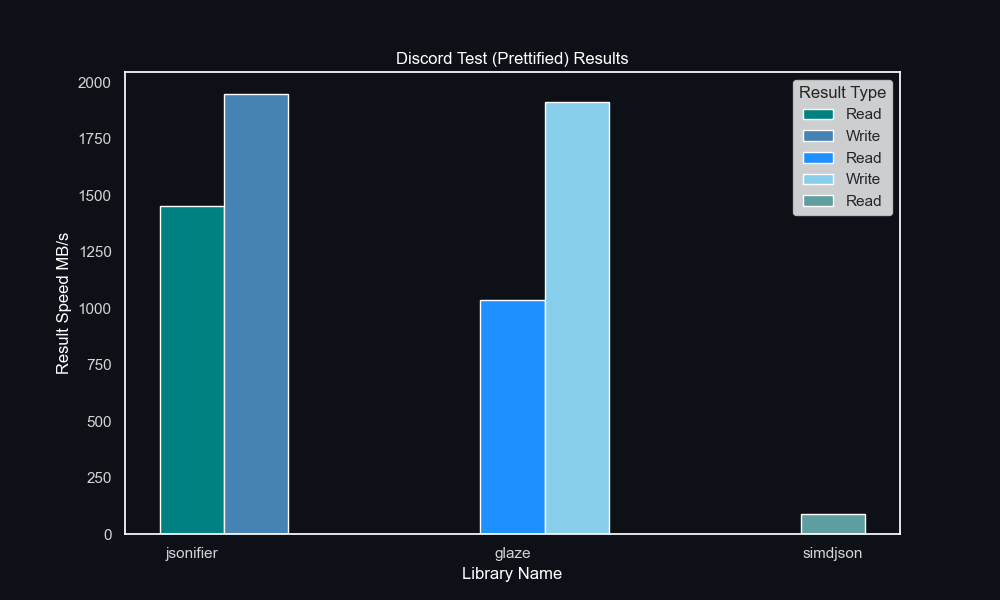 Discord Test (Prettified) Results
2000
1750
1500
1250
1000
750
500
250
0
Result Speed MB/s
Result Type
Read
Write
Read
Write
Read
jsonifier
glaze
simdjson
Library Name